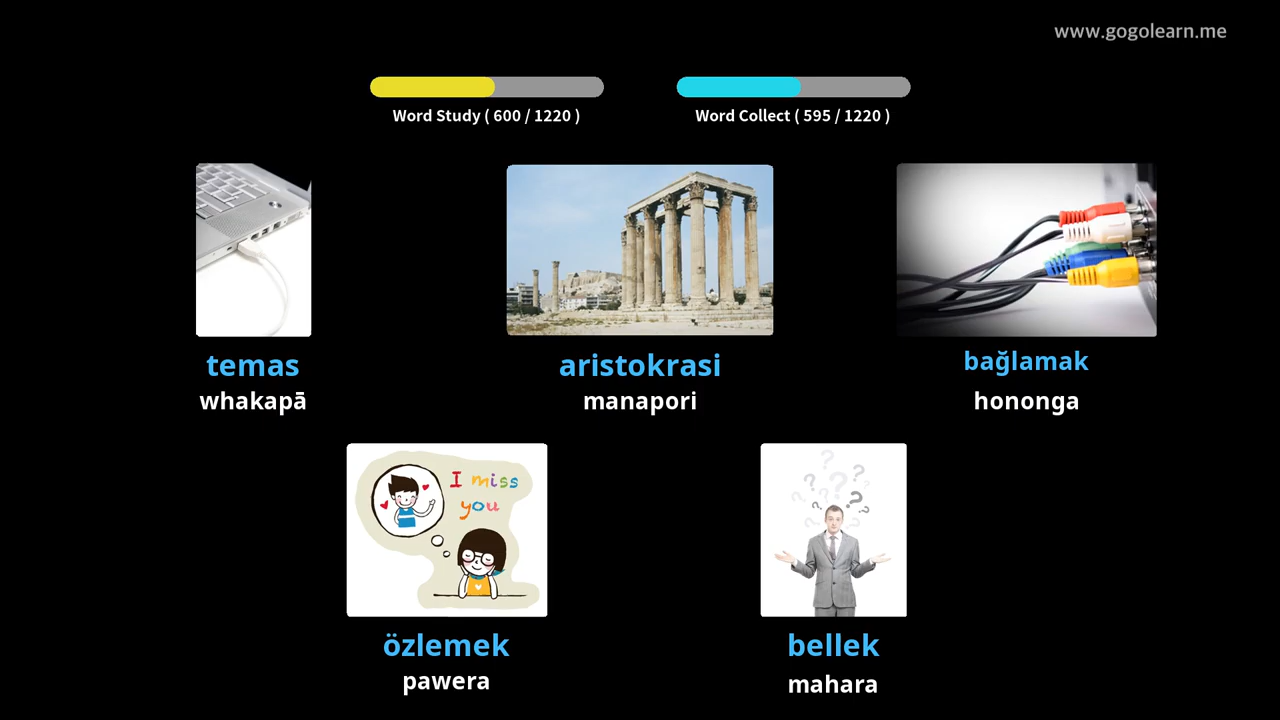 www.gogolearn.me
Word Study ( 600 / 1220 )
Word Collect ( 595 / 1220 )
temas
whakapā
aristokrasi
manapori
bağlamak
hononga
I miss
you
özlemek
pawera
bellek
mahara